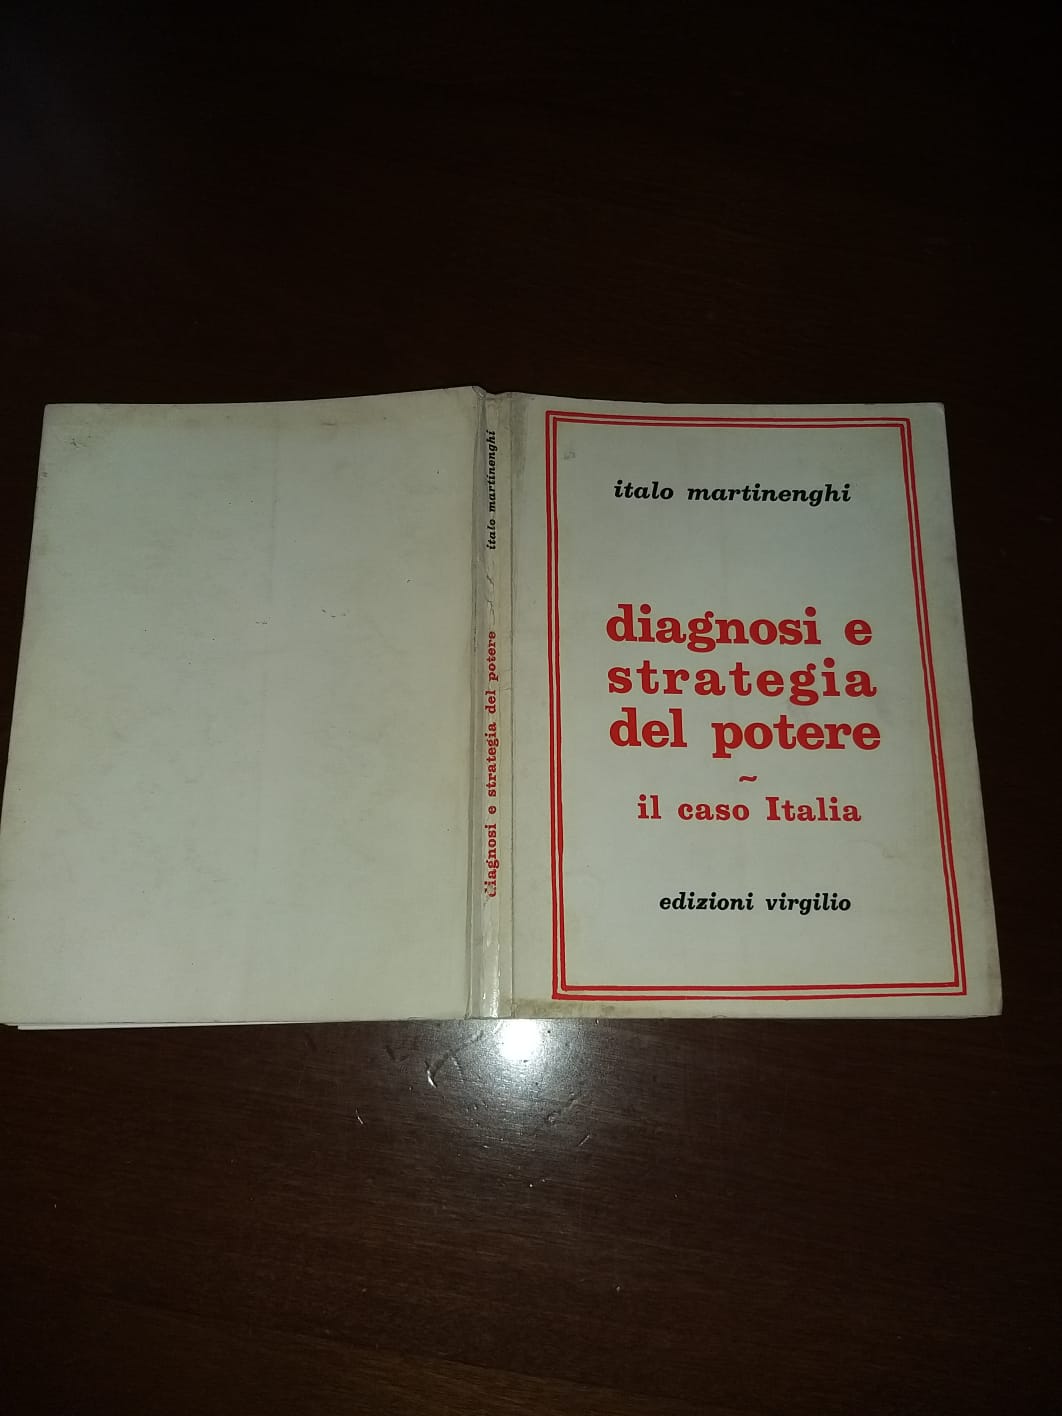 italo martinenghi
diagnosi e
strategia
del potere
~
il caso Italia
edizioni virgilio
diagnosi e strategia del potere italo martinenghi